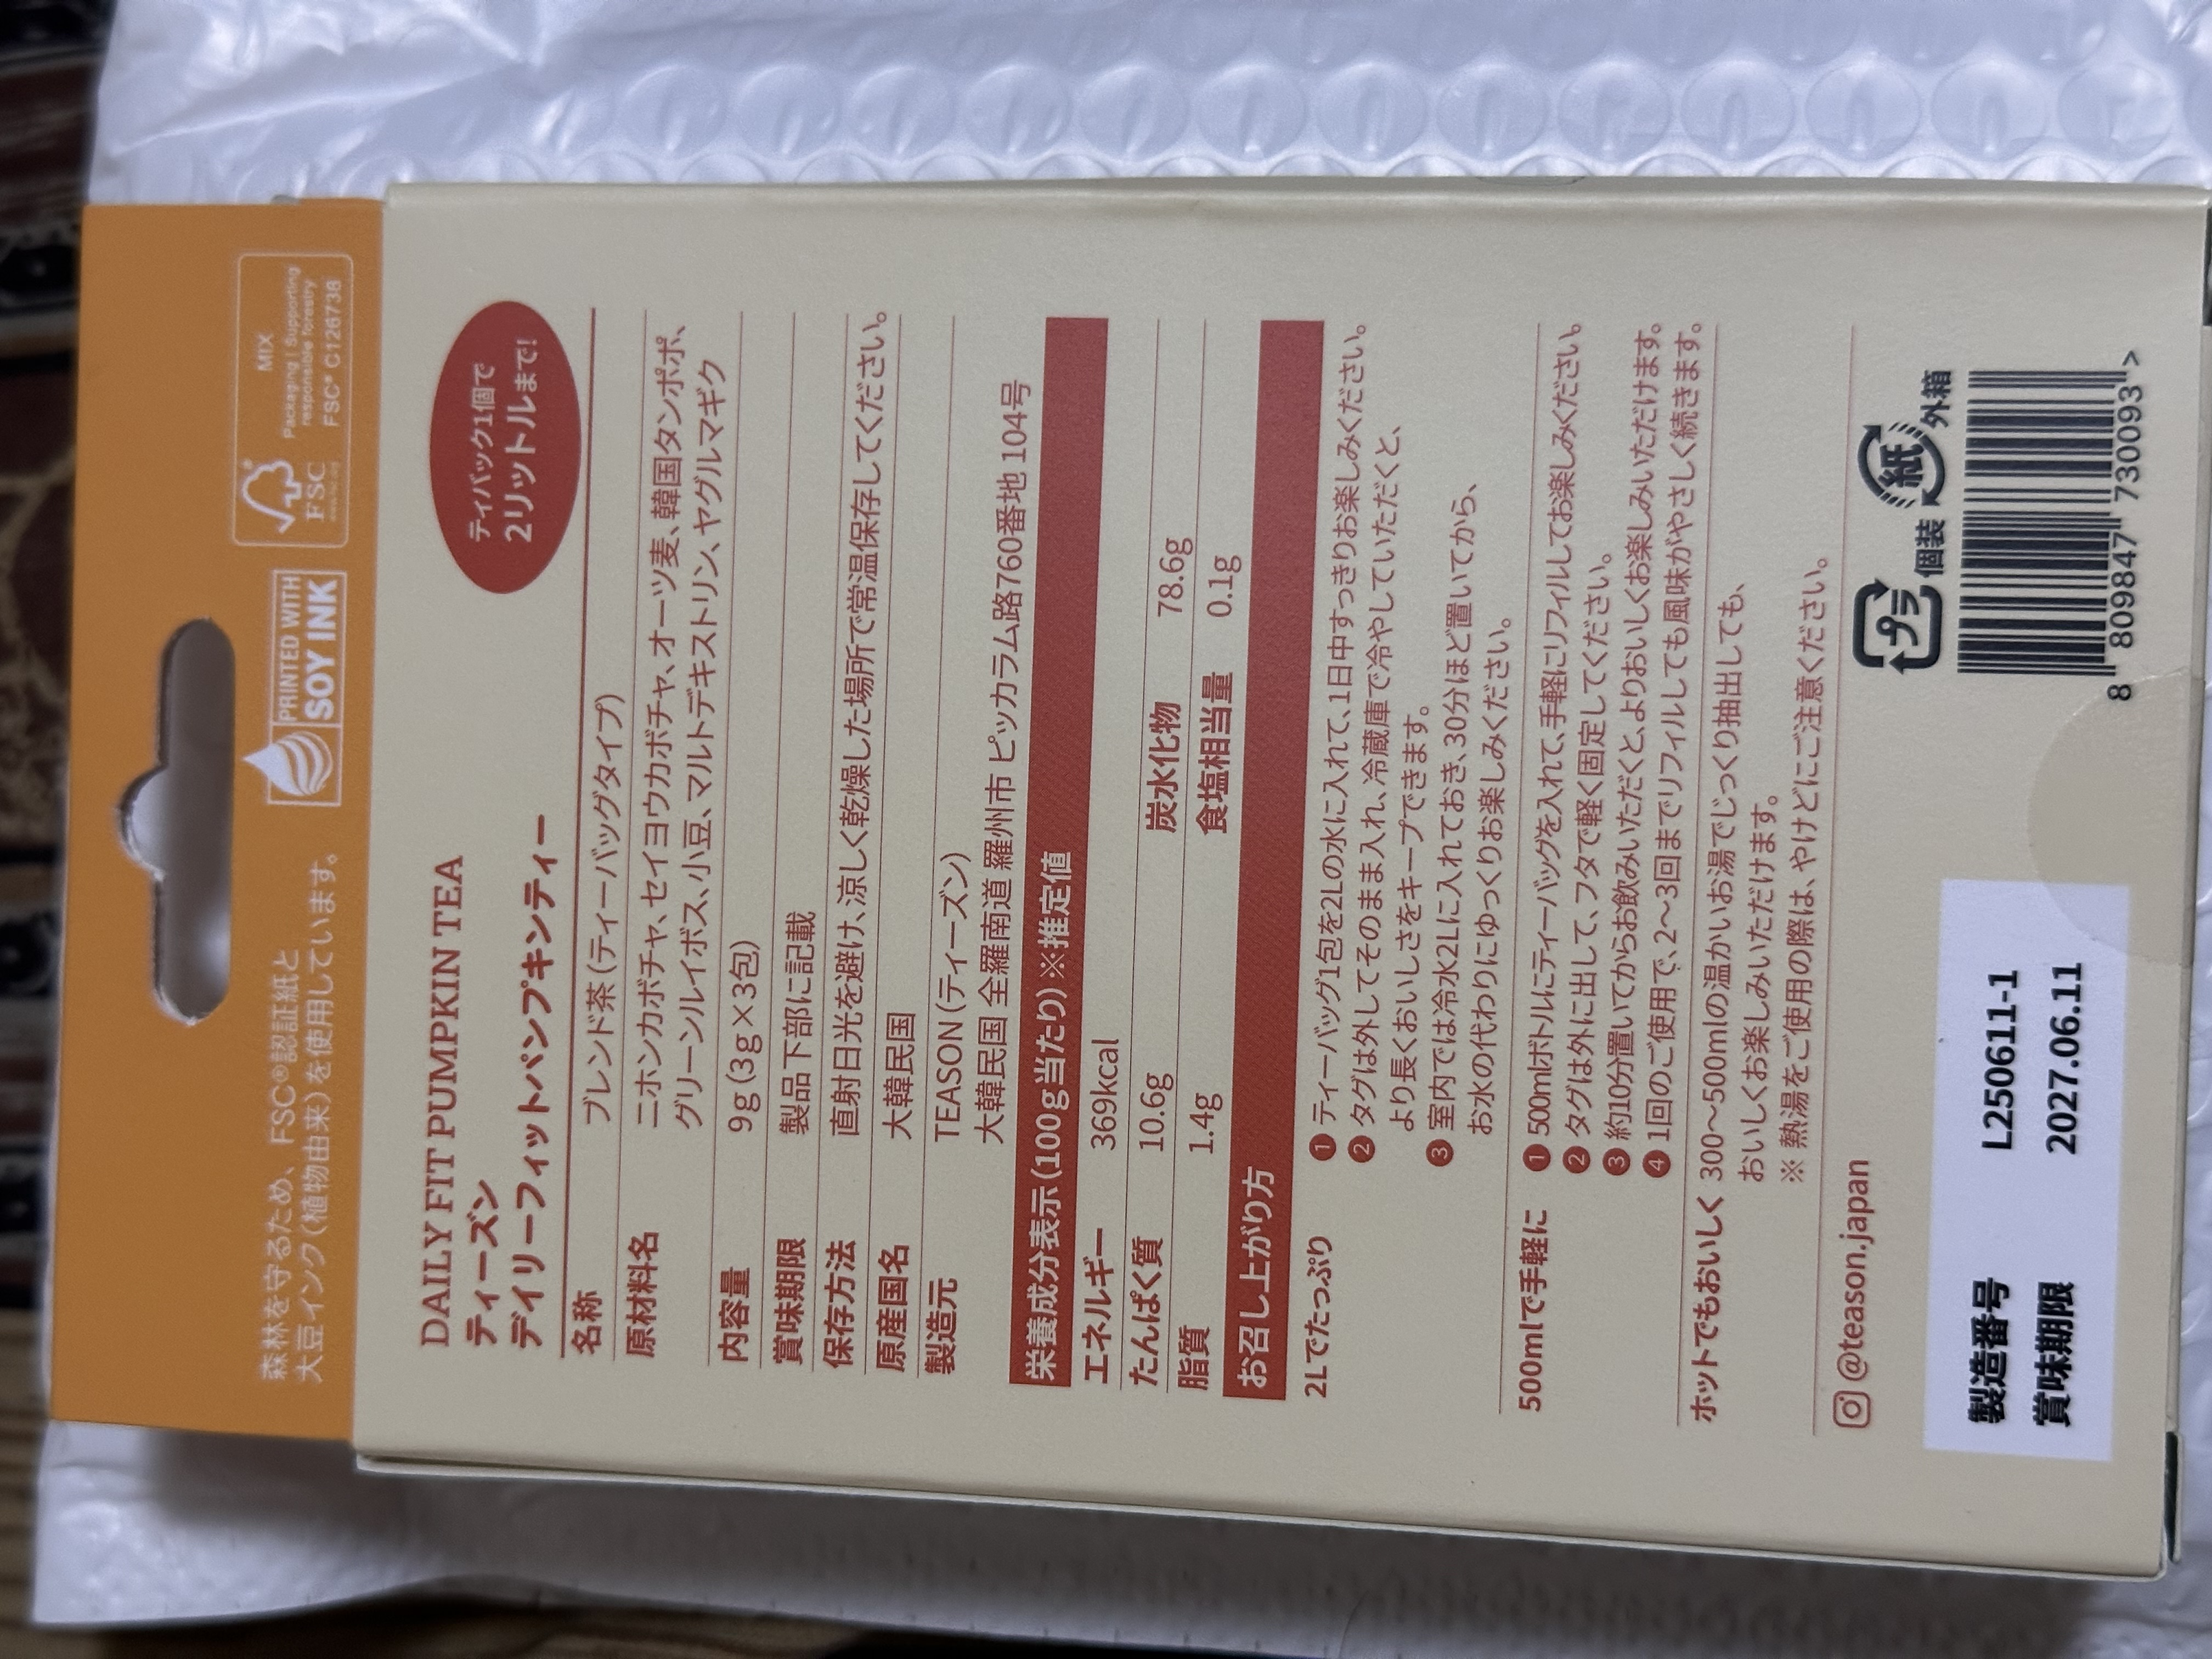 森林を守るため、FSC®認証紙と
大豆インク(植物由来)を使用しています。
PRINTED WITH
SOY INK
FSC
MIX
Packaging | Supporting
responsible forestry
FSC® C126738
DAILY FIT PUMPKIN TEA
ティーズン
デイリーフィットパンプキンティー
ティバック1個で
2リットルまで!
名称 ブレンド茶(ティーバッグタイプ)
原材料名 ニホンカボチャ、セイヨウカボチャ、オーツ麦、韓国タンポポ、
グリーンルイボス、小豆、マルトデキストリン、ヤグルマギク
内容量 9g(3g×3包)
賞味期限 製品下部に記載
保存方法 直射日光を避け、涼しく乾燥した場所で常温保存してください。
原産国名 大韓民国
製造元 TEASON(ティーズン)
大韓民国 全羅南道 羅州市 ピッカラム路760番地 104号
栄養成分表示(100g当たり)※推定値
エネルギー 369kcal
たんぱく質 10.6g 炭水化物 78.6g
脂質 1.4g 食塩相当量 0.1g
お召し上がり方
2Lでたっぷり ❶ ティーバッグ1包を2Lの水に入れて、1日中すっきりお楽しみください。
❷ タグは外してそのまま入れ、冷蔵庫で冷やしていただくと、
より長くおいしさをキープできます。
❸ 室内では冷水2Lに入れておき、30分ほど置いてから、
お水の代わりにゆっくりお楽しみください。
500mlで手軽に ❶ 500mlボトルにティーバッグを入れて、手軽にリフィルしてお楽しみください。
❷ タグは外に出して、フタで軽く固定してください。
❸ 約10分置いてからお飲みいただくと、よりおいしくお楽しみいただけます。
❹ 1回のご使用で、2～3回までリフィルしても風味がやさしく続きます。
ホットでもおいしく 300～500mlの温かいお湯でじっくり抽出しても、
おいしくお楽しみいただけます。
※ 熱湯をご使用の際は、やけどにご注意ください。
@teason.japan
プラ 個装 紙 外箱
8 809847 730093 >
製造番号 L250611-1
賞味期限 2027.06.11